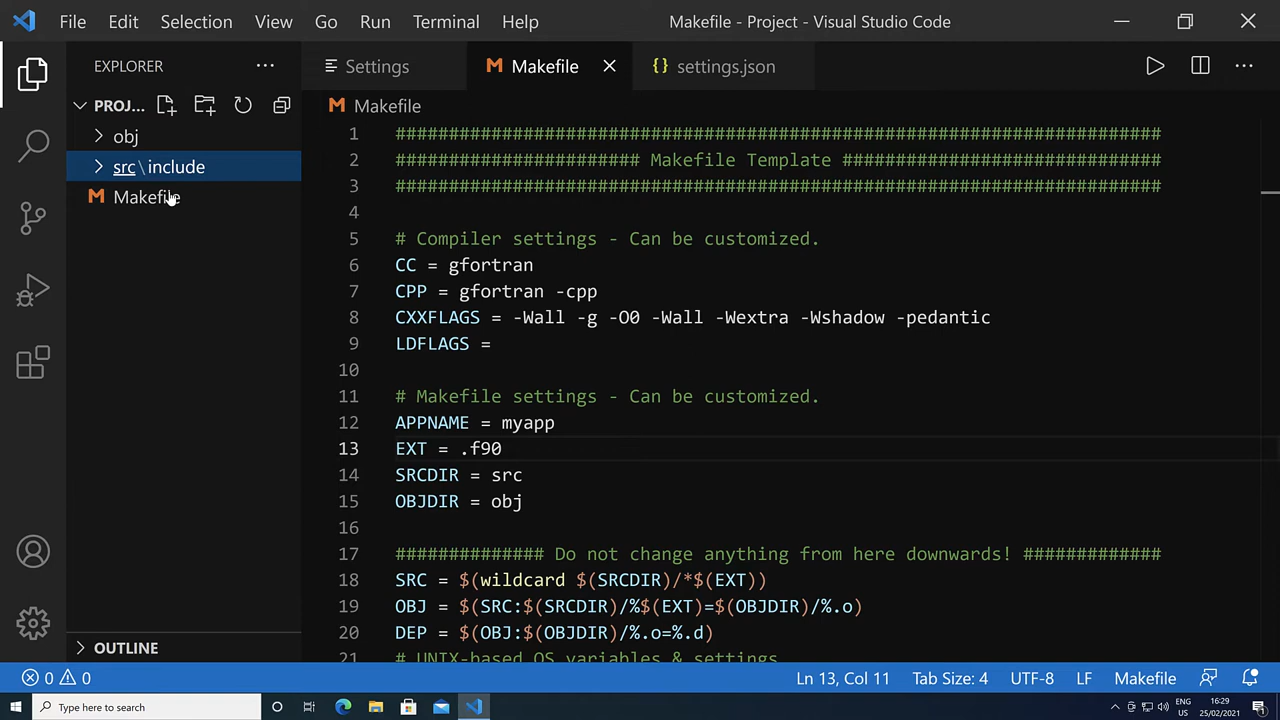 File Edit Selection View Go Run Terminal Help Makefile - Project - Visual Studio Code
EXPLORER
PROJ...
obj
src\include
Makefile
OUTLINE
Settings Makefile {} settings.json
Makefile
1 ########################################################################
2 ####################### Makefile Template ##############################
3 ########################################################################
4
5 # Compiler settings - Can be customized.
6 CC = gfortran
7 CPP = gfortran -cpp
8 CXXFLAGS = -Wall -g -O0 -Wall -Wextra -Wshadow -pedantic
9 LDFLAGS =
10
11 # Makefile settings - Can be customized.
12 APPNAME = myapp
13 EXT = .f90
14 SRCDIR = src
15 OBJDIR = obj
16
17 ############## Do not change anything from here downwards! #############
18 SRC = $(wildcard $(SRCDIR)/*$(EXT))
19 OBJ = $(SRC:$(SRCDIR)/%$(EXT)=$(OBJDIR)/%.o)
20 DEP = $(OBJ:$(OBJDIR)/%.o=%.d)
21 # UNIX-based OS variables & settings
0 0 Ln 13, Col 11 Tab Size: 4 UTF-8 LF Makefile
Type here to search
ENG
US
16:29
25/02/2021
1